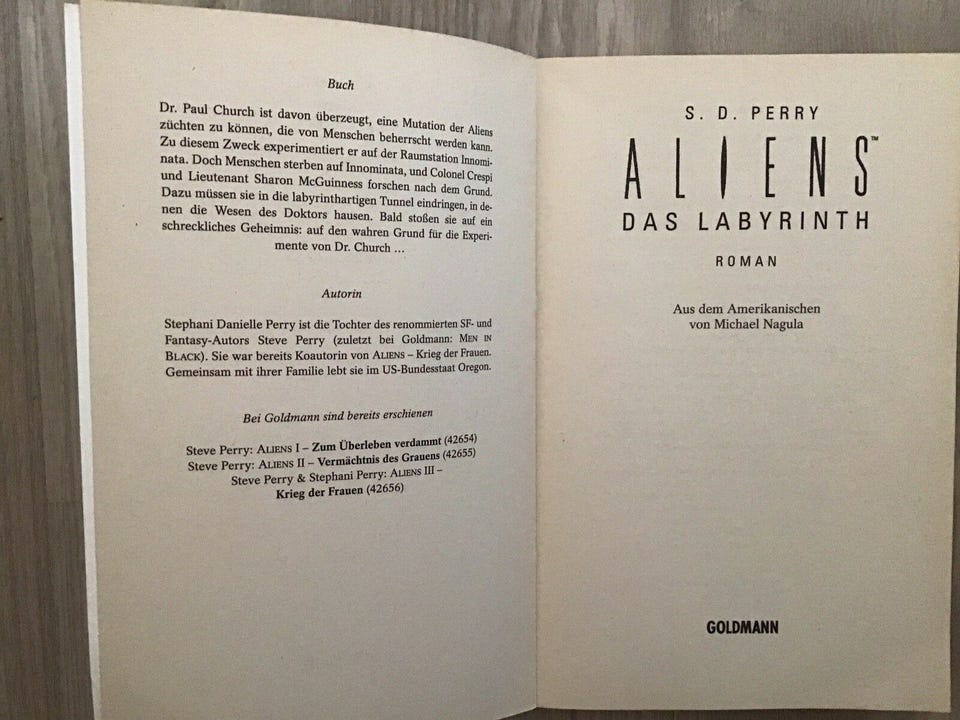 Buch
Dr. Paul Church ist davon überzeugt, eine Mutation der Aliens
züchten zu können, die von Menschen beherrscht werden kann.
Zu diesem Zweck experimentiert er auf der Raumstation Innomi-
nata. Doch Menschen sterben auf Innominata, und Colonel Crespi
und Lieutenant Sharon McGuinness forschen nach dem Grund.
Dazu müssen sie in die labyrinthartigen Tunnel eindringen, in de-
nen die Wesen des Doktors hausen. Bald stoßen sie auf ein
schreckliches Geheimnis: auf den wahren Grund für die Experi-
mente von Dr. Church ...
Autorin
Stephani Danielle Perry ist die Tochter des renommierten SF- und
Fantasy-Autors Steve Perry (zuletzt bei Goldmann: MEN IN
BLACK). Sie war bereits Koautorin von ALIENS – Krieg der Frauen.
Gemeinsam mit ihrer Familie lebt sie im US-Bundesstaat Oregon.
Bei Goldmann sind bereits erschienen
Steve Perry: ALIENS I – Zum Überleben verdammt (42654)
Steve Perry: ALIENS II – Vermächtnis des Grauens (42655)
Steve Perry & Stephani Perry: ALIENS III –
Krieg der Frauen (42656)
S. D. PERRY
ALIENS™
DAS LABYRINTH
ROMAN
Aus dem Amerikanischen
von Michael Nagula
GOLDMANN